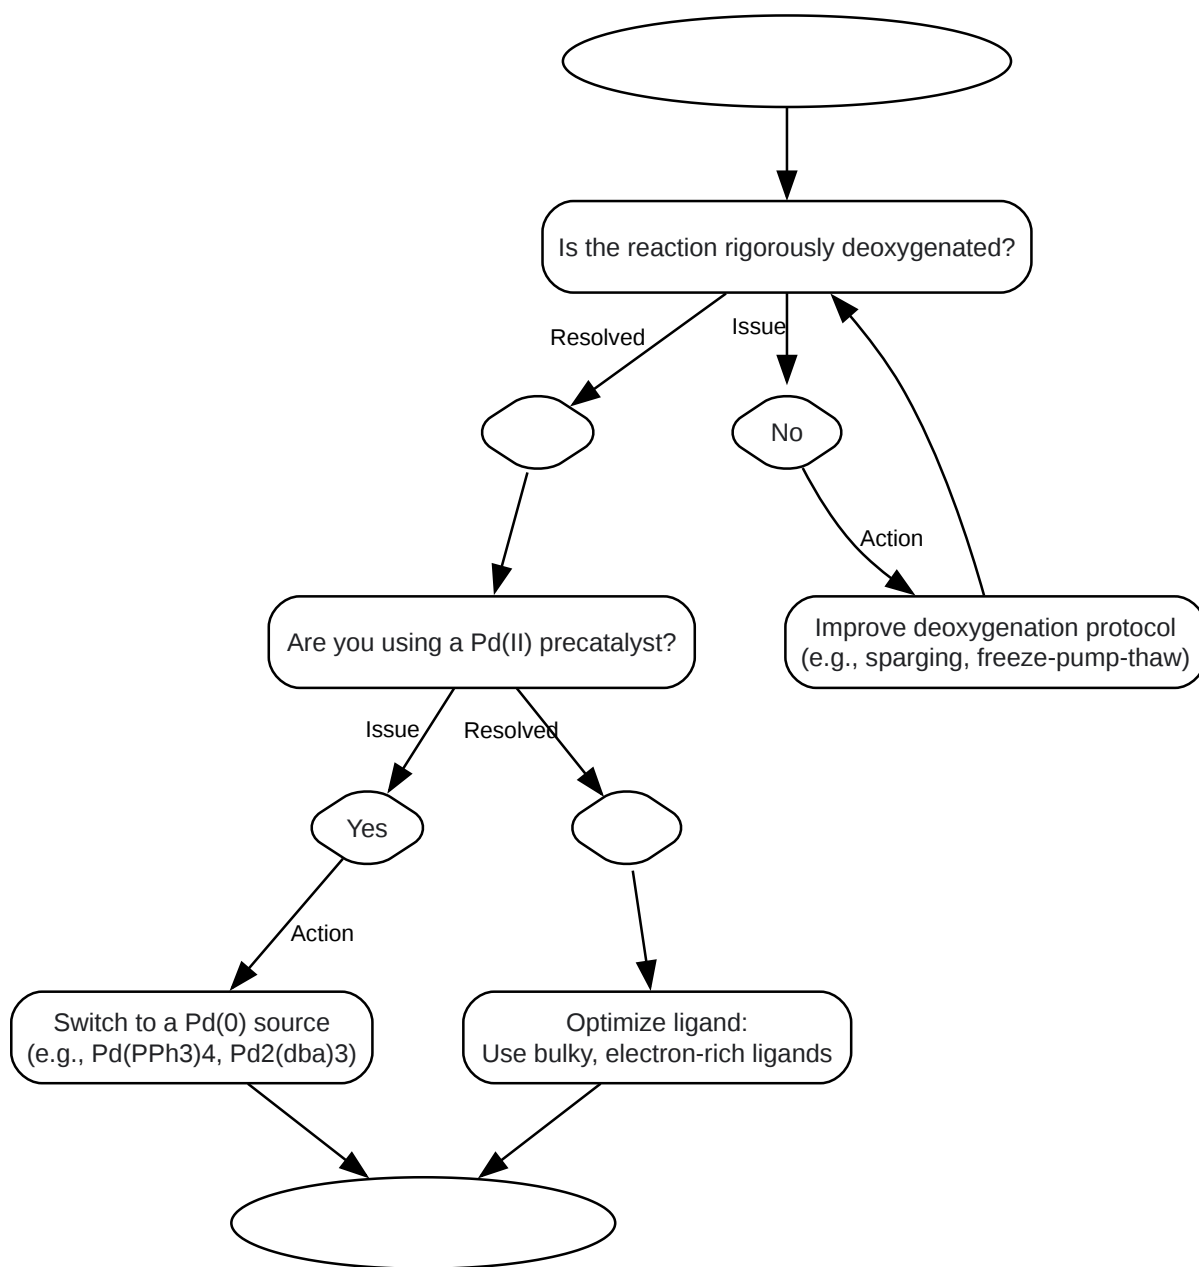 Is the reaction rigorously deoxygenated?
Issue
Resolved
No
Action
Improve deoxygenation protocol
(e.g., sparging, freeze-pump-thaw)
Are you using a Pd(II) precatalyst?
Issue
Resolved
Yes
Action
Switch to a Pd(0) source
(e.g., Pd(PPh3)4, Pd2(dba)3)
Optimize ligand:
Use bulky, electron-rich ligands